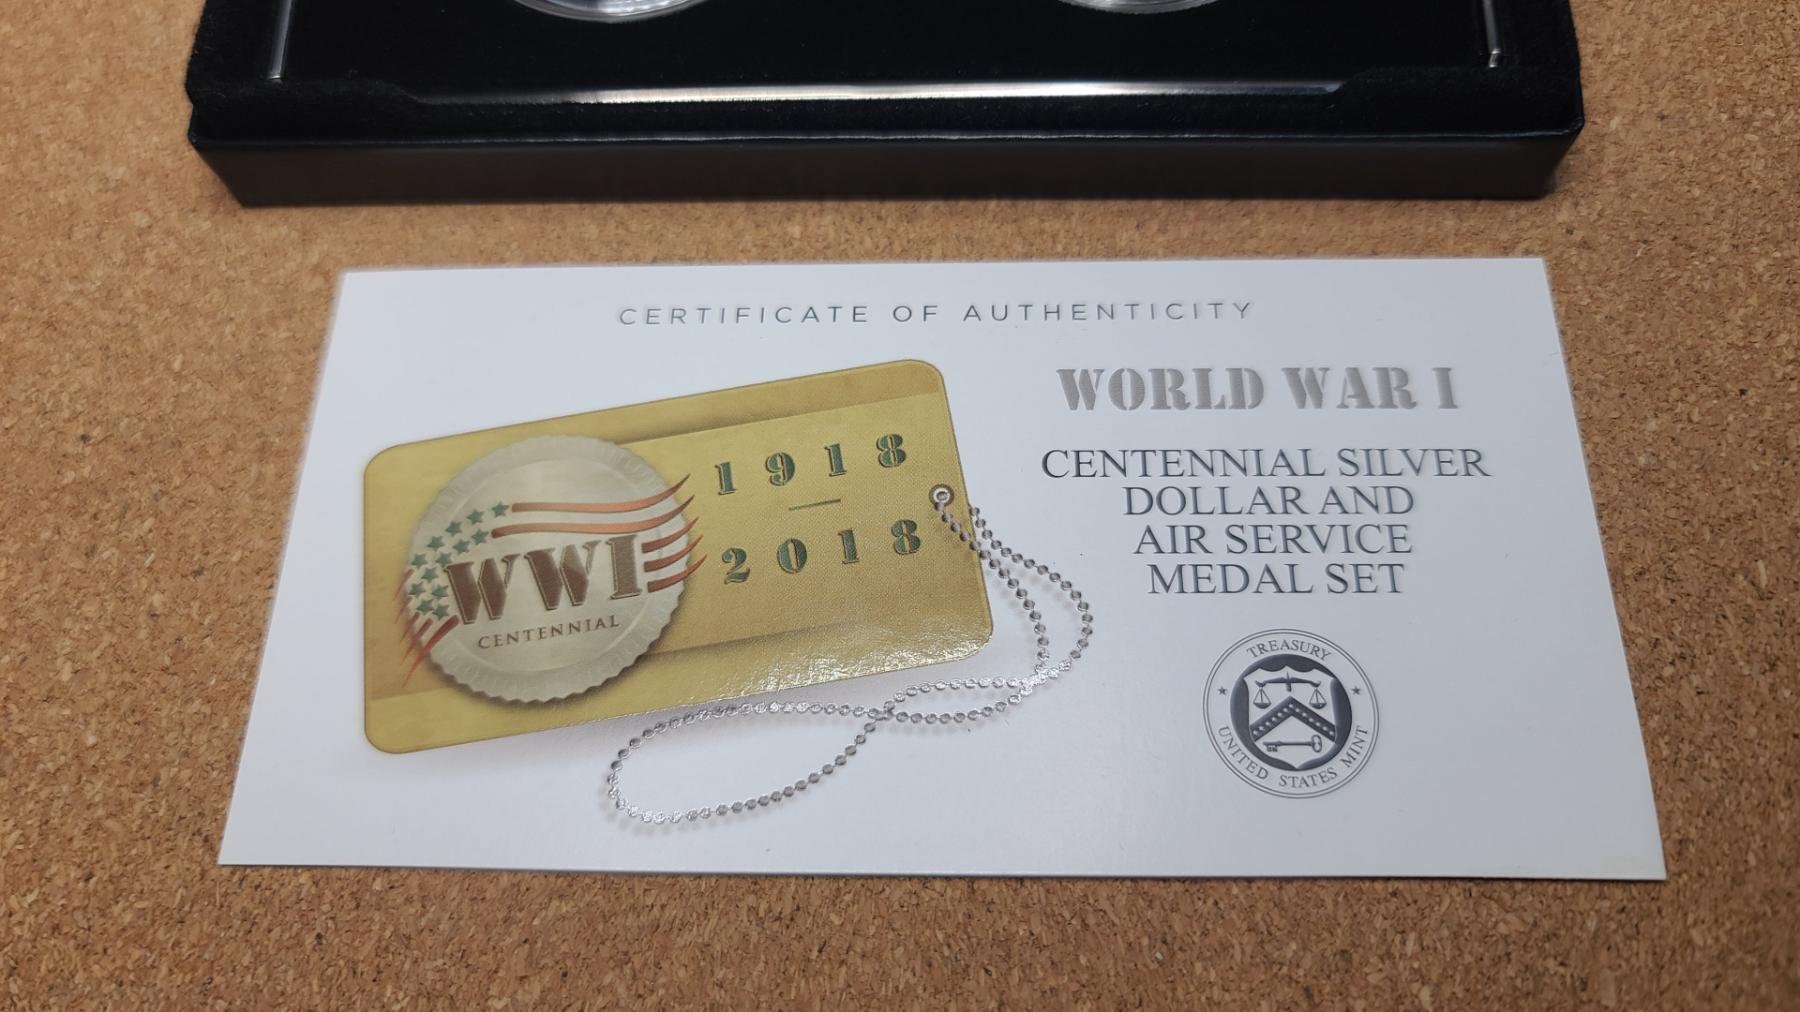 CERTIFICATE OF AUTHENTICITY
WORLD WAR I
CENTENNIAL SILVER
DOLLAR AND
AIR SERVICE
MEDAL SET
1918
2018
WWI
CENTENNIAL
TREASURY
UNITED STATES MINT